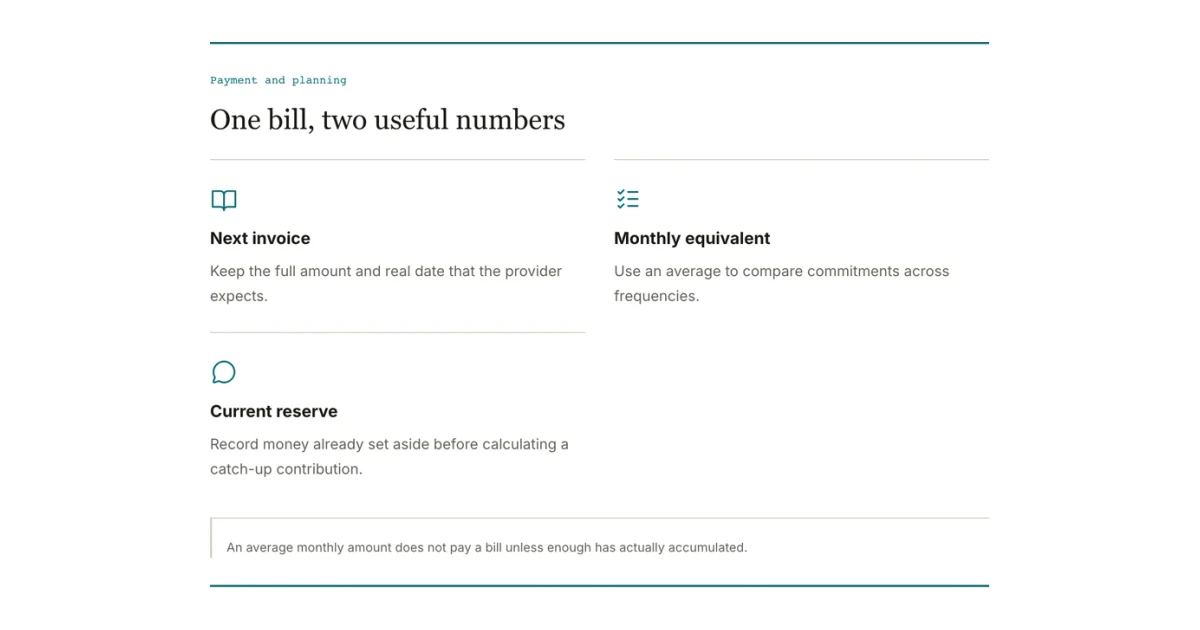 Payment and planning
One bill, two useful numbers
Next invoice
Keep the full amount and real date that the provider
expects.
Monthly equivalent
Use an average to compare commitments across
frequencies.
Current reserve
Record money already set aside before calculating a
catch-up contribution.
An average monthly amount does not pay a bill unless enough has actually accumulated.